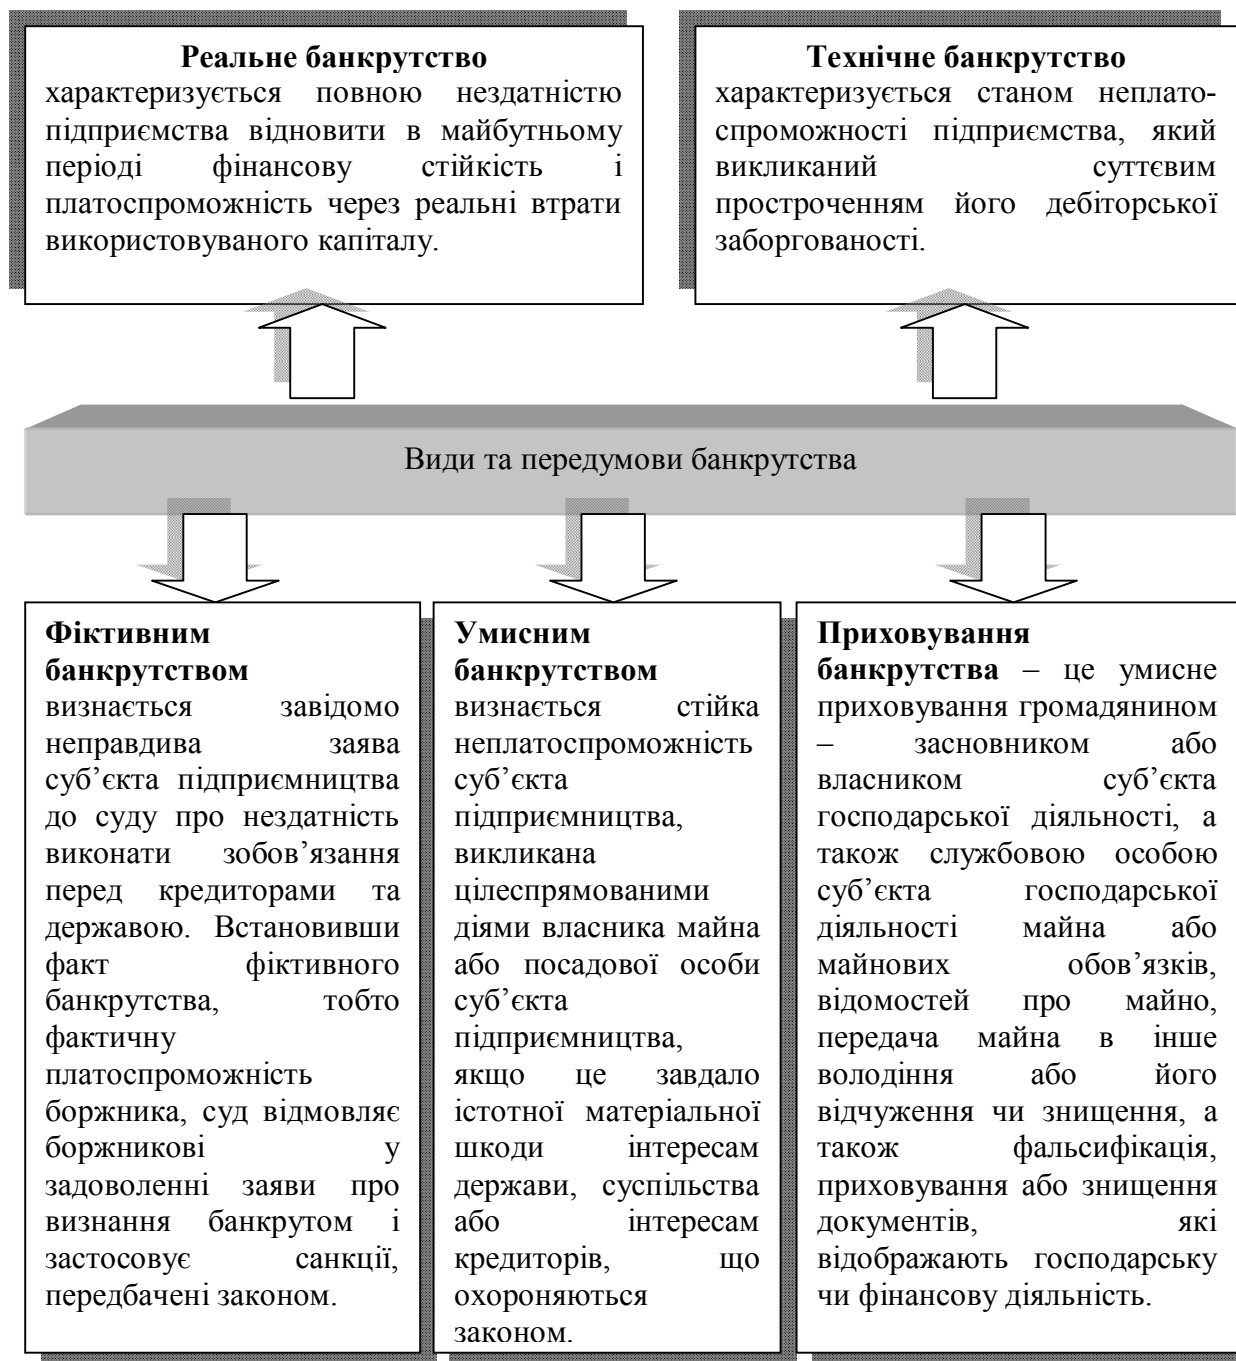 Реальне банкрутство
характеризується повною нездатністю
підприємства відновити в майбутньому
періоді фінансову стійкість і
платоспроможність через реальні втрати
використовуваного капіталу.
Технічне банкрутство
характеризується станом неплато-
спроможності підприємства, який
викликаний суттєвим
простроченням його дебіторської
заборгованості.
Види та передумови банкрутства
Фіктивним
банкрутством
визнається завідомо
неправдива заява
суб’єкта підприємництва
до суду про нездатність
виконати зобов’язання
перед кредиторами та
державою. Встановивши
факт фіктивного
банкрутства, тобто
фактичну
платоспроможність
боржника, суд відмовляє
боржникові у
задоволенні заяви про
визнання банкрутом і
застосовує санкції,
передбачені законом.
Умисним
банкрутством
визнається стійка
неплатоспроможність
суб’єкта
підприємництва,
викликана
цілеспрямованими
діями власника майна
або посадової особи
суб’єкта
підприємництва,
якщо це завдало
істотної матеріальної
шкоди інтересам
держави, суспільства
або інтересам
кредиторів, що
охороняються
законом.
Приховування
банкрутства – це умисне
приховування громадянином
– засновником або
власником суб’єкта
господарської діяльності, а
також службовою особою
суб’єкта господарської
діяльності майна або
майнових обов’язків,
відомостей про майно,
передача майна в інше
володіння або його
відчуження чи знищення, а
також фальсифікація,
приховування або знищення
документів, які
відображають господарську
чи фінансову діяльність.